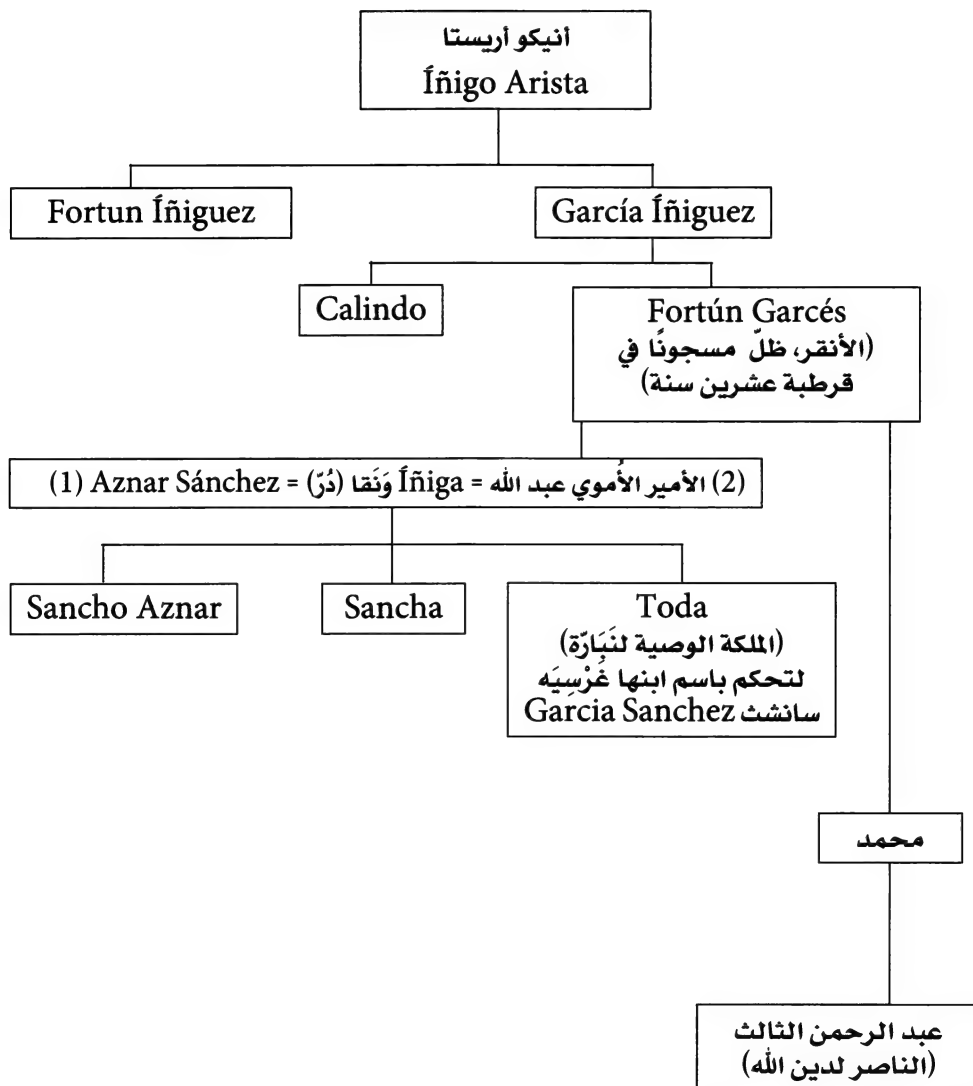 أنيكو أريستا
Íñigo Arista
Fortun Íñiguez
García Íñiguez
Calindo
Fortún Garcés
(الأنقر، ظلّ مسجونًا في
قرطبة عشرين سنة)
(2) الأمير الأُموي عبد الله = Íñiga وَنَقا (دُرّ) = Aznar Sánchez (1)
Sancho Aznar
Sancha
Toda
(الملكة الوصية لنَبَارّة)
لتحكم باسم ابنها غَرْسِيَه
سانشث Garcia Sanchez
محمد
عبد الرحمن الثالث
(الناصر لدين الله)